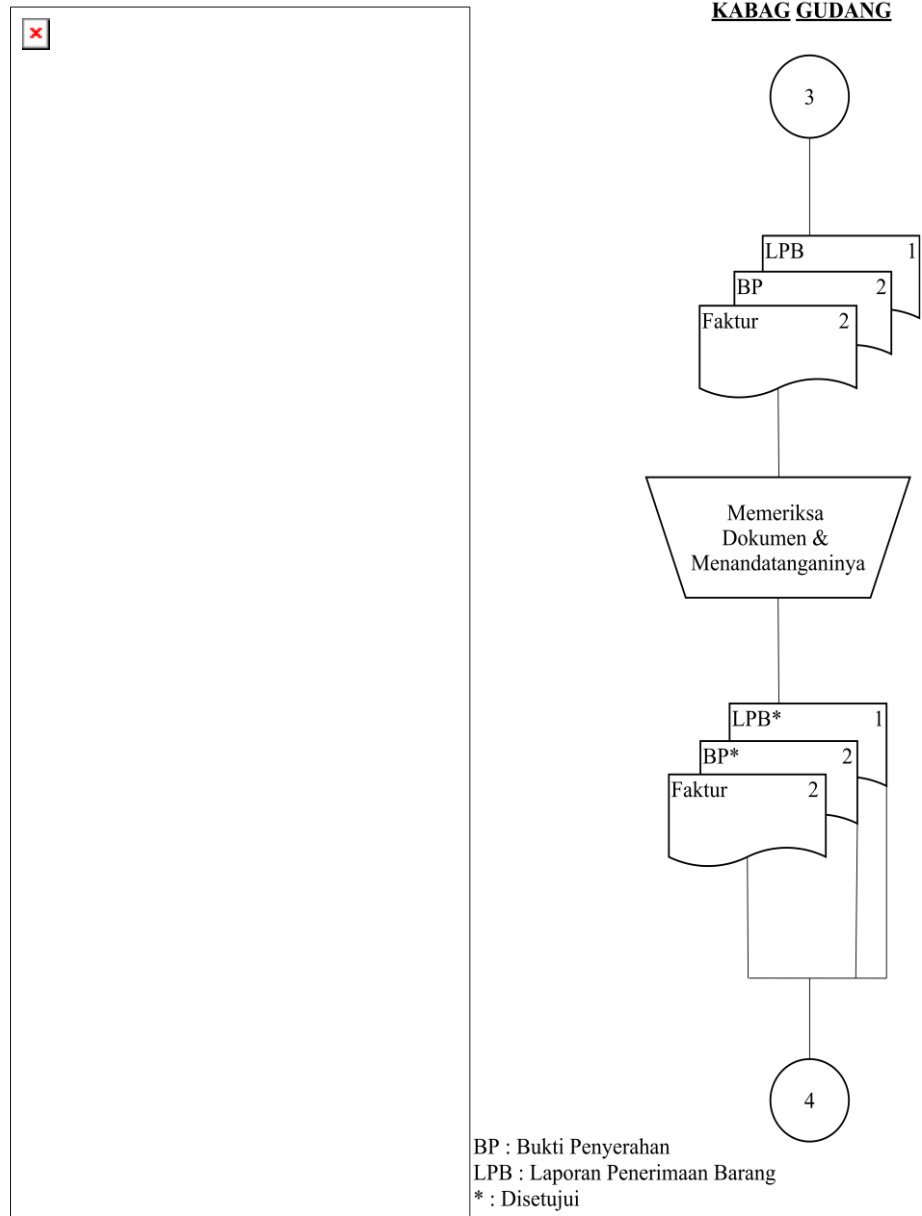 KABAG GUDANG
3
LPB 1
BP 2
Faktur 2
Memeriksa
Dokumen &
Menandatanganinya
LPB* 1
BP* 2
Faktur 2
4
BP : Bukti Penyerahan
LPB : Laporan Penerimaan Barang
* : Disetujui